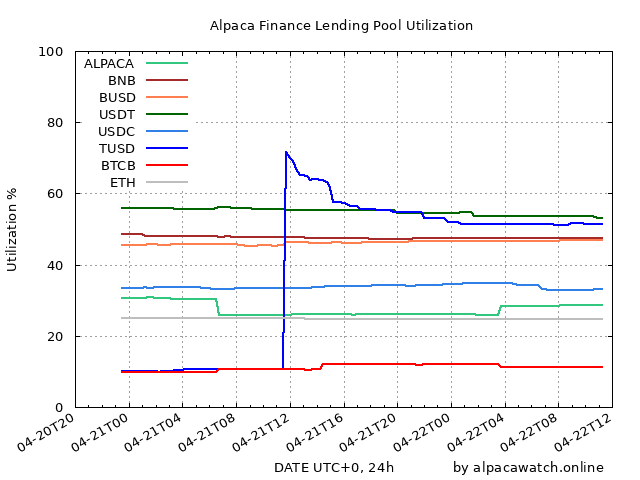 Alpaca Finance Lending Pool Utilization
100
80
60
40
20
0
Utilization %
ALPACA
BNB
BUSD
USDT
USDC
TUSD
BTCB
ETH
04-20T20
04-21T00
04-21T04
04-21T08
04-21T12
04-21T16
04-21T20
04-22T00
04-22T04
04-22T08
04-22T12
DATE UTC+0, 24h
by alpacawatch.online